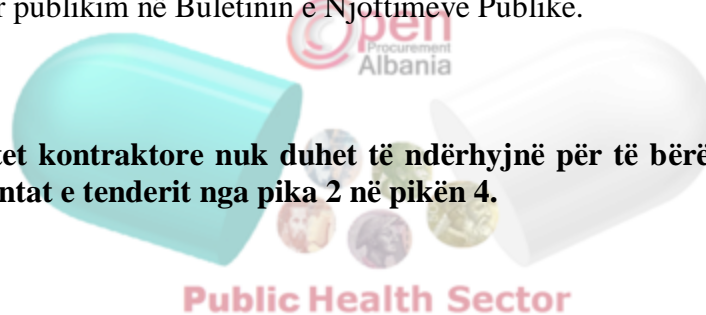 r publikim në Buletinin e Njoftimeve Publike.
Open
Procurement
Albania
tet kontraktore nuk duhet të ndërhyjnë për të bërë
ntat e tenderit nga pika 2 në pikën 4.
Public Health Sector